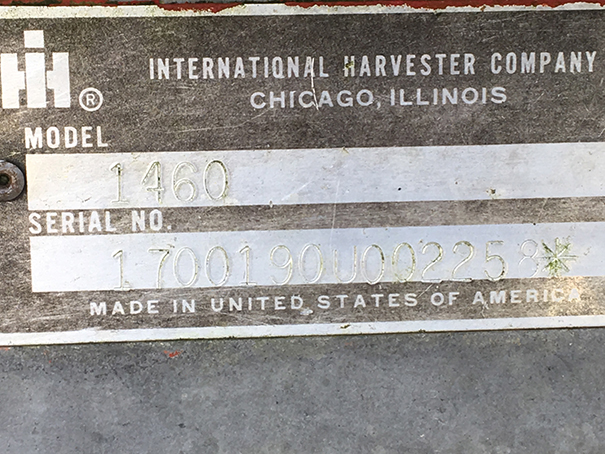 IH®
INTERNATIONAL HARVESTER COMPANY
CHICAGO, ILLINOIS
MODEL
1460
SERIAL NO.
1700190U002258*
MADE IN UNITED STATES OF AMERICA